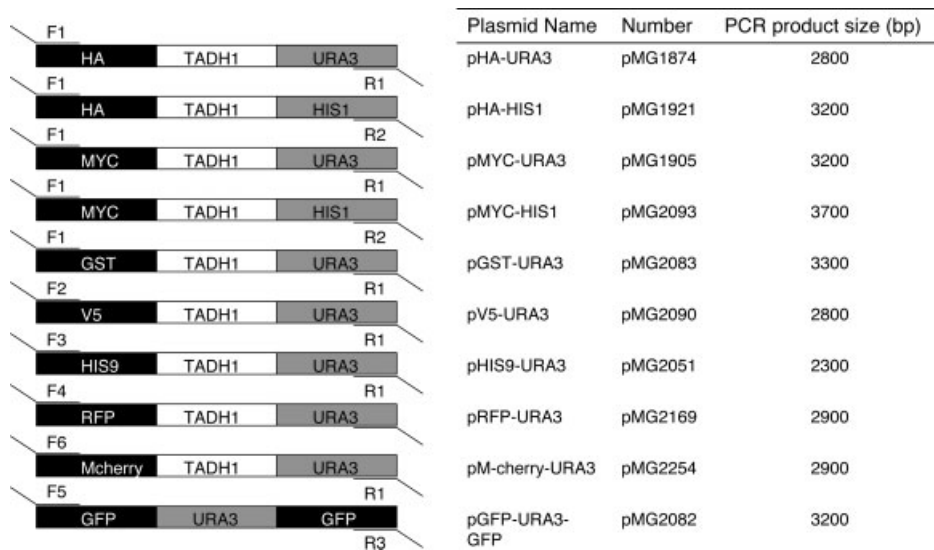 F1
HA TADH1 URA3
F1 R1
HA TADH1 HIS1
F1 R2
MYC TADH1 URA3
F1 R1
MYC TADH1 HIS1
F1 R2
GST TADH1 URA3
F2 R1
V5 TADH1 URA3
F3 R1
HIS9 TADH1 URA3
F4 R1
RFP TADH1 URA3
F6
Mcherry TADH1 URA3
F5 R1
GFP URA3 GFP
R3
Plasmid Name Number PCR product size (bp)
pHA-URA3 pMG1874 2800
pHA-HIS1 pMG1921 3200
pMYC-URA3 pMG1905 3200
pMYC-HIS1 pMG2093 3700
pGST-URA3 pMG2083 3300
pV5-URA3 pMG2090 2800
pHIS9-URA3 pMG2051 2300
pRFP-URA3 pMG2169 2900
pM-cherry-URA3 pMG2254 2900
pGFP-URA3- pMG2082 3200
GFP